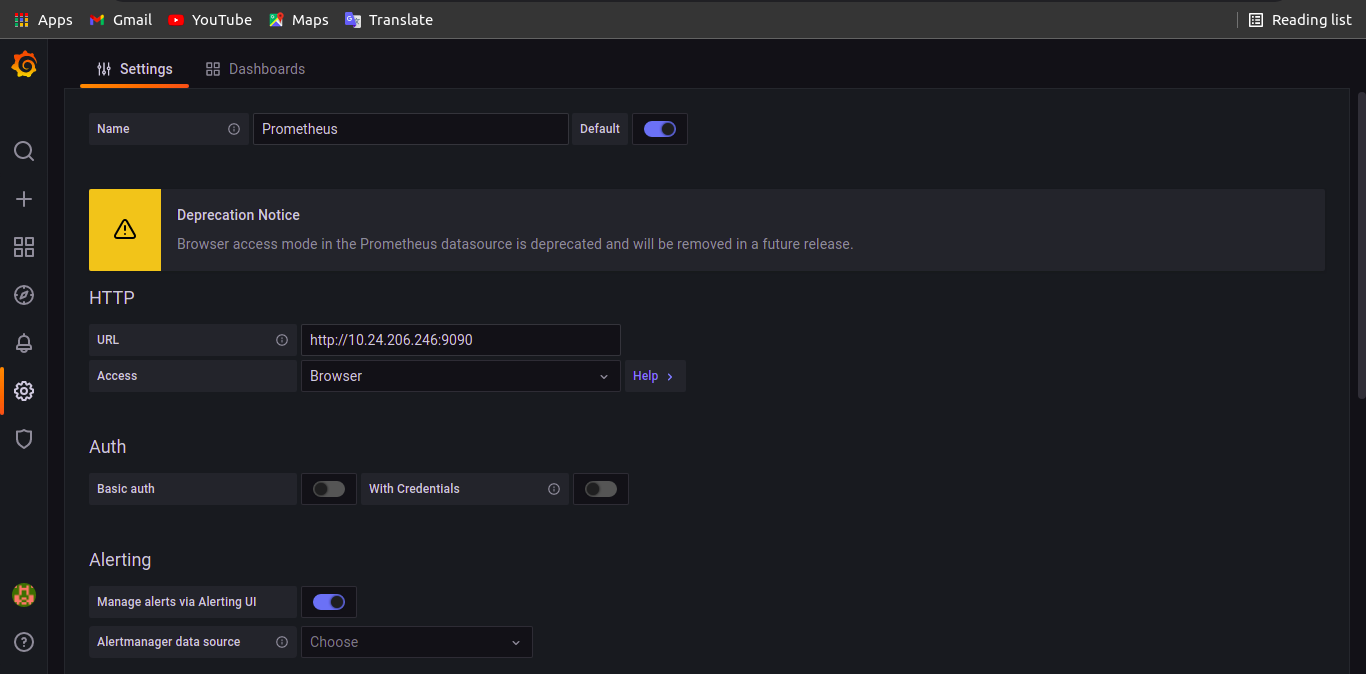 Apps Gmail YouTube Maps Translate Reading list
Settings Dashboards
Name Prometheus Default
Deprecation Notice
Browser access mode in the Prometheus datasource is deprecated and will be removed in a future release.
HTTP
URL http://10.24.206.246:9090
Access Browser Help
Auth
Basic auth With Credentials
Alerting
Manage alerts via Alerting UI
Alertmanager data source Choose